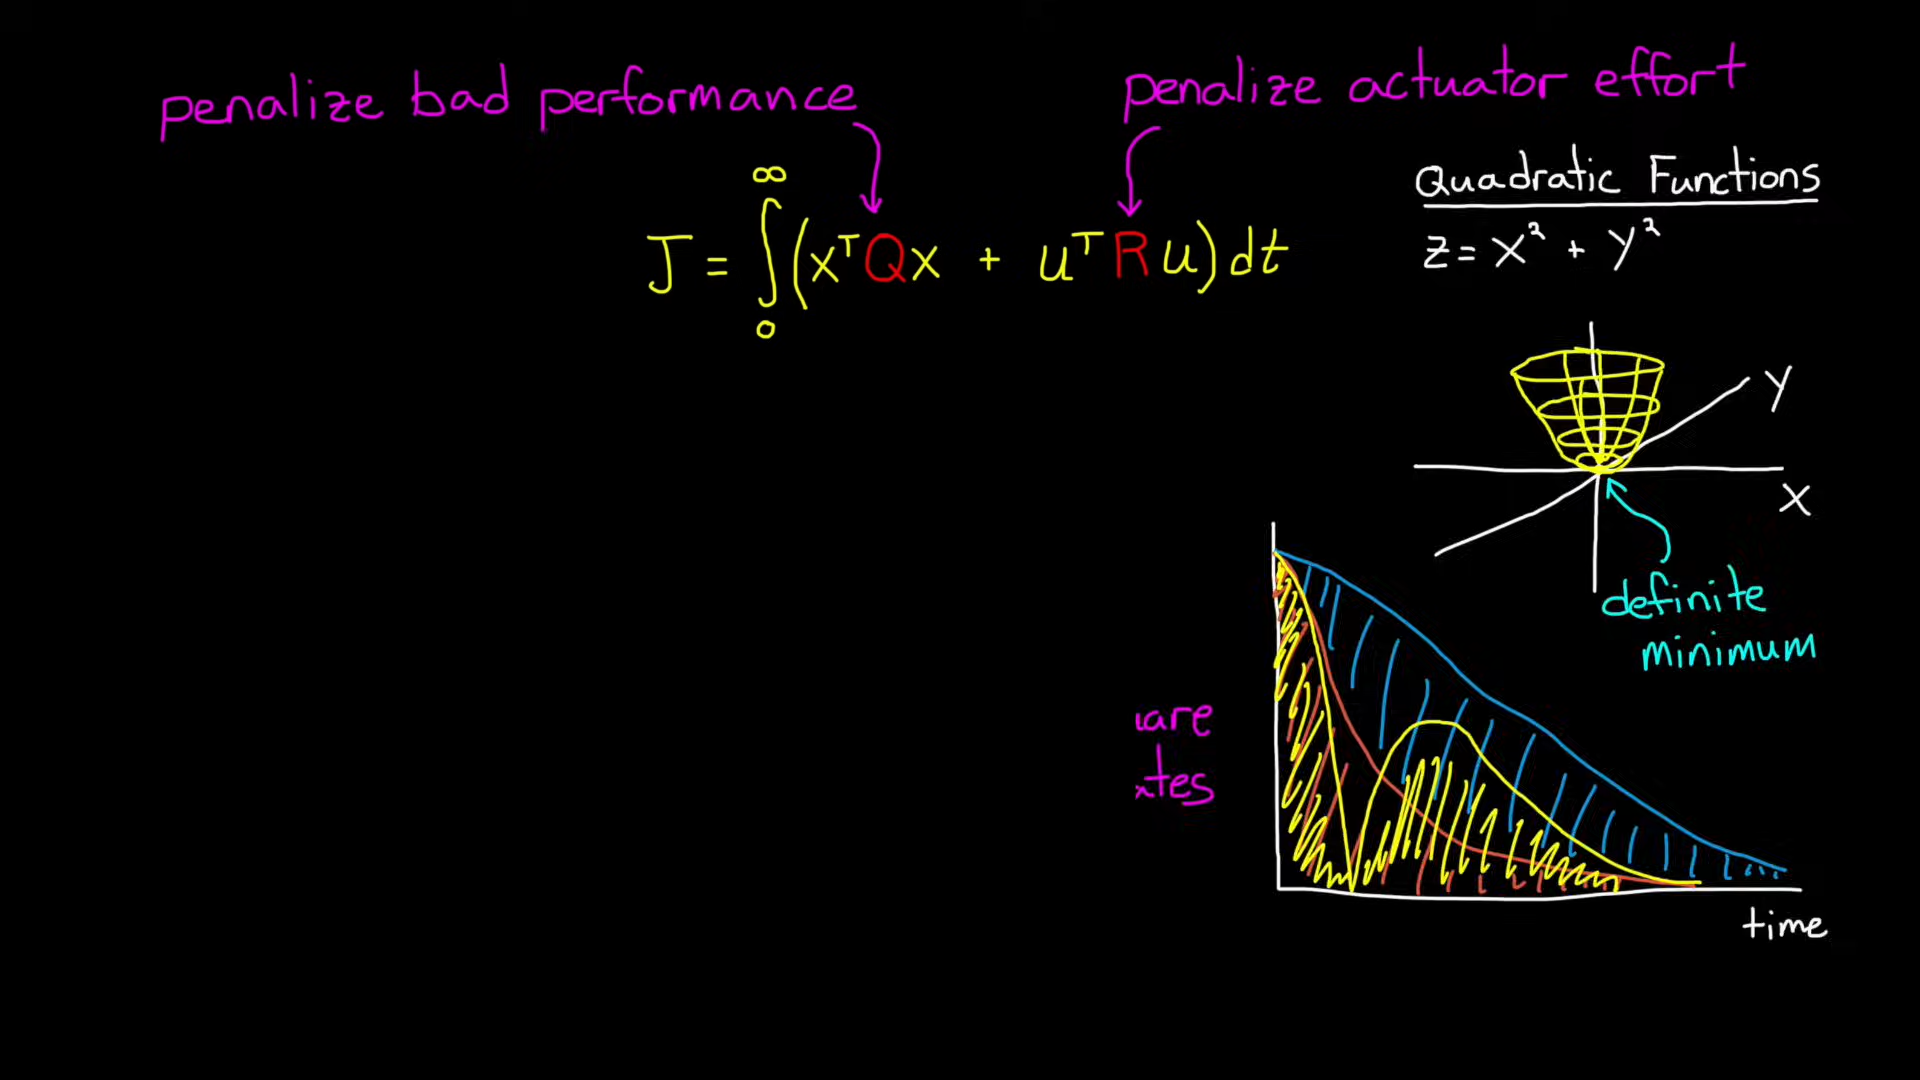 penalize bad performance
penalize actuator effort
J = ∫₀^∞ (xᵀQx + uᵀRu) dt
Quadratic Functions
z = x² + y²
y
x
definite
minimum
time